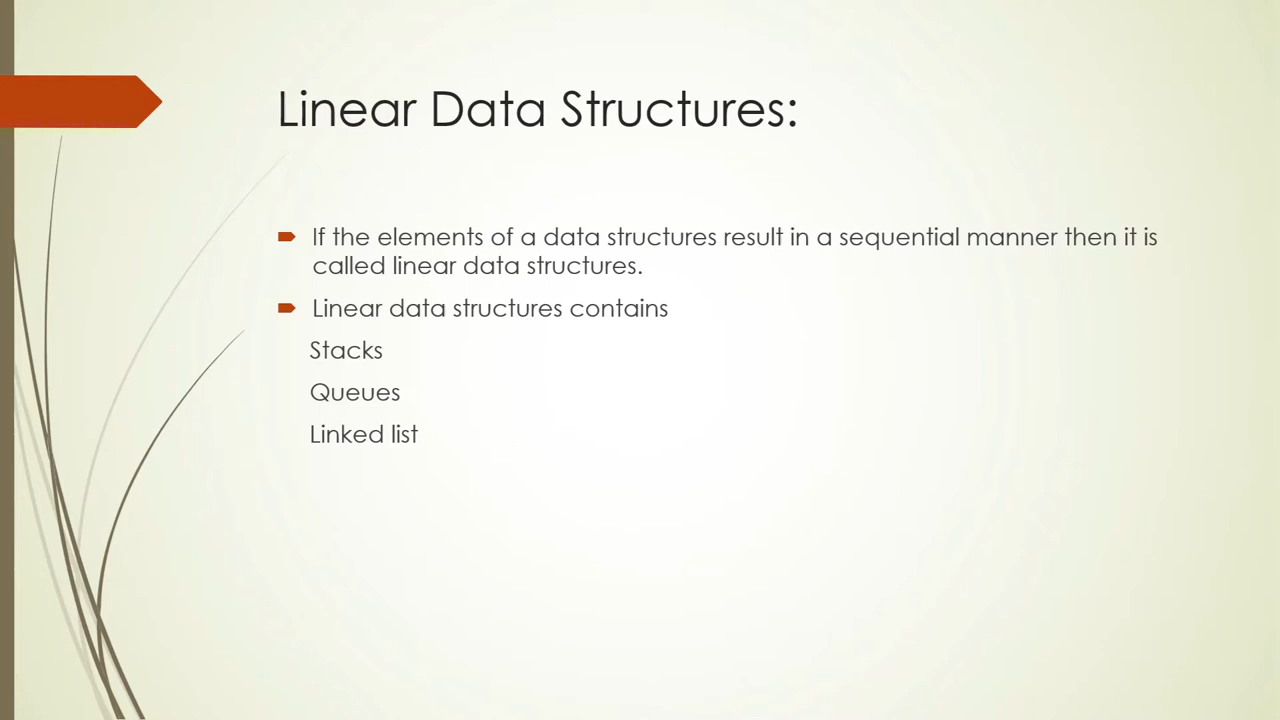 Linear Data Structures:
If the elements of a data structures result in a sequential manner then it is
called linear data structures.
Linear data structures contains
Stacks
Queues
Linked list